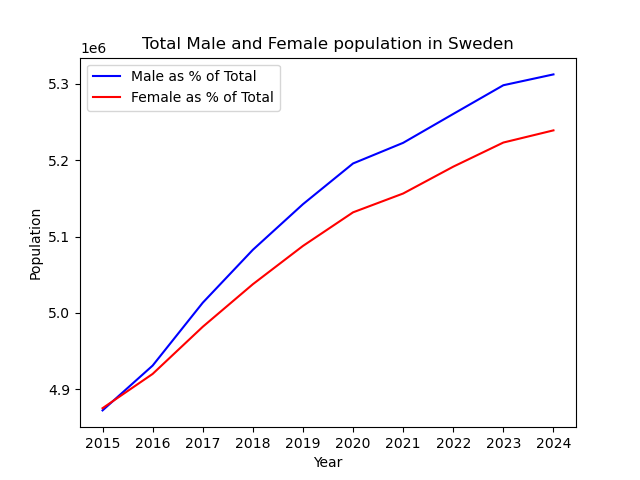 Total Male and Female population in Sweden
1e6
Male as % of Total
Female as % of Total
5.3
5.2
5.1
5.0
4.9
Population
2015 2016 2017 2018 2019 2020 2021 2022 2023 2024
Year